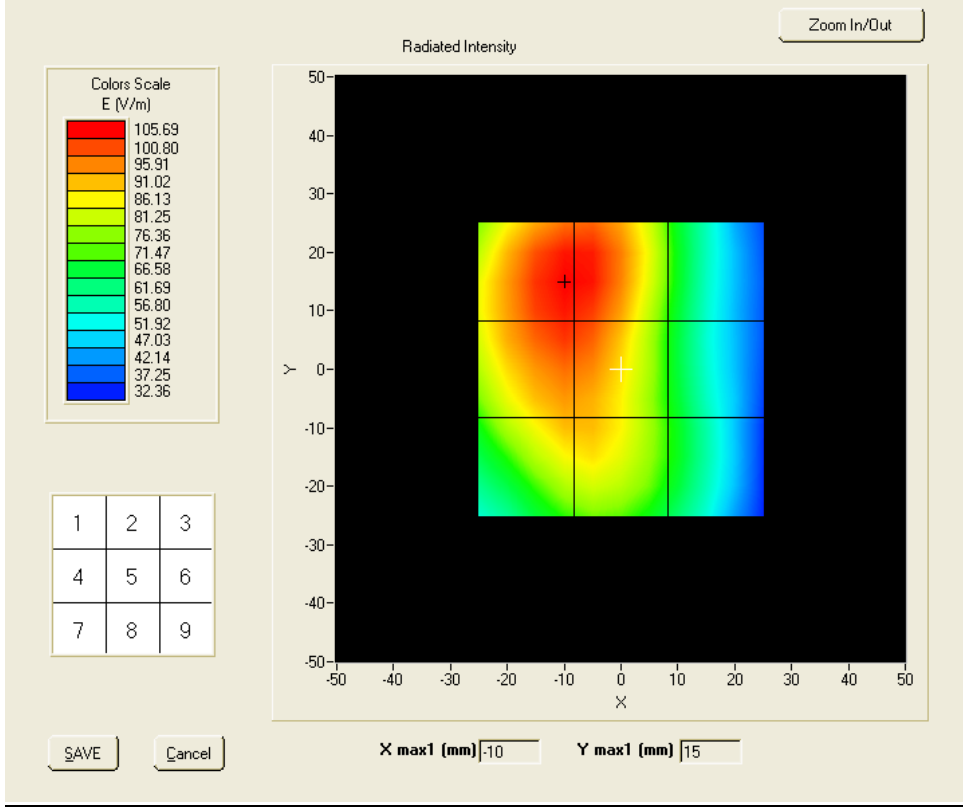 Zoom In/Out
Radiated Intensity
Colors Scale
E (V/m)
105.69
100.80
95.91
91.02
86.13
81.25
76.36
71.47
66.58
61.69
56.80
51.92
47.03
42.14
37.25
32.36
50
40
30
20
10
Y 0
-10
-20
-30
-40
-50
-50 -40 -30 -20 -10 0 10 20 30 40 50
X
1 2 3
4 5 6
7 8 9
SAVE Cancel X max1 (mm) -10 Y max1 (mm) 15